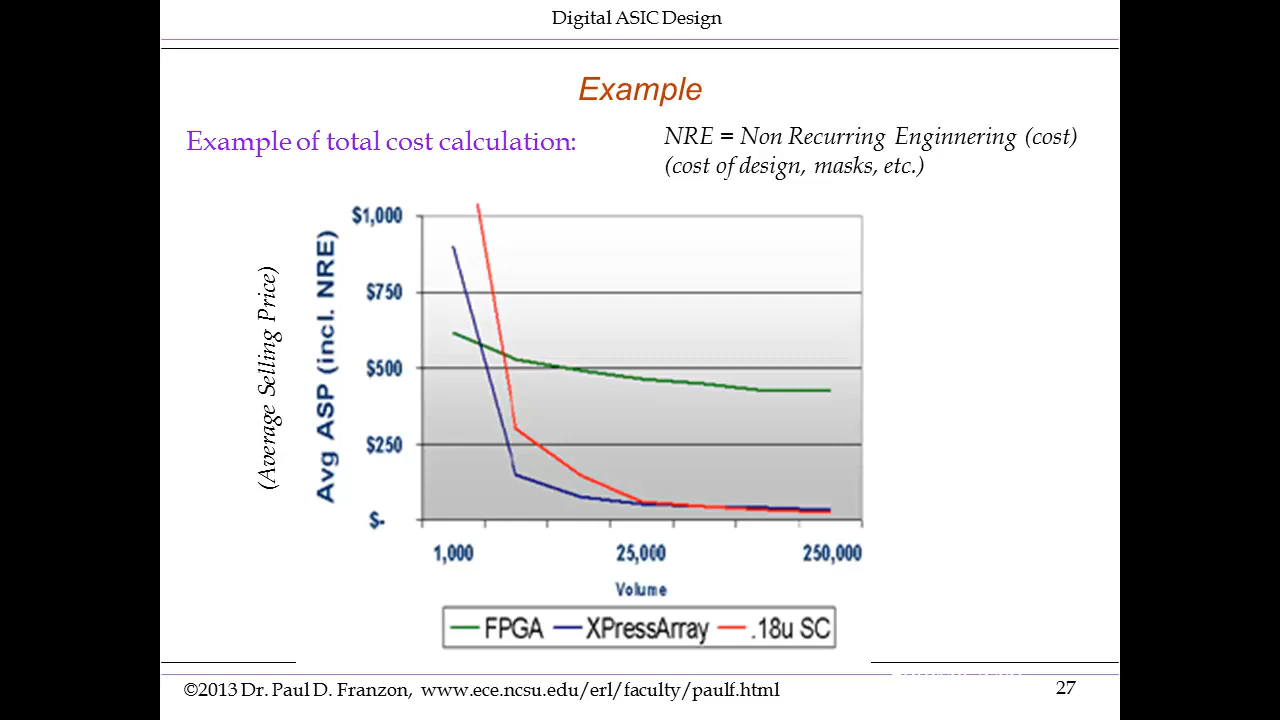 Digital ASIC Design
Example
Example of total cost calculation:
NRE = Non Recurring Enginnering (cost)
(cost of design, masks, etc.)
(Average Selling Price)
Avg ASP (incl. NRE)
$1,000
$750
$500
$250
$-
1,000
25,000
250,000
Volume
FPGA XPressArray .18u SC
©2013 Dr. Paul D. Franzon, www.ece.ncsu.edu/erl/faculty/paulf.html
27